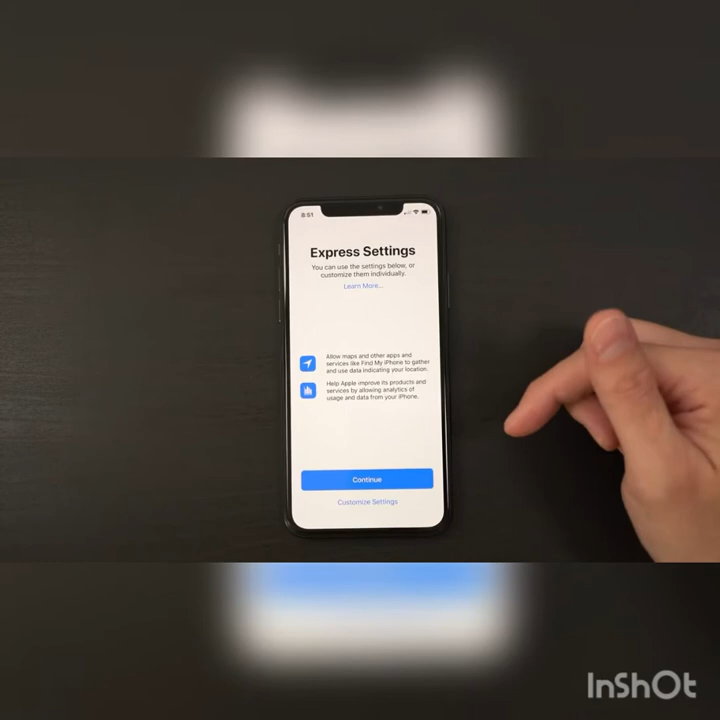 8:51
Express Settings
You can use the settings below, or
customize them individually.
Learn More...
Allow maps and other apps and
services like Find My iPhone to gather
and use data indicating your location.
Help Apple improve its products and
services by allowing analytics of
usage and data from your iPhone.
Continue
Customize Settings
InShOt